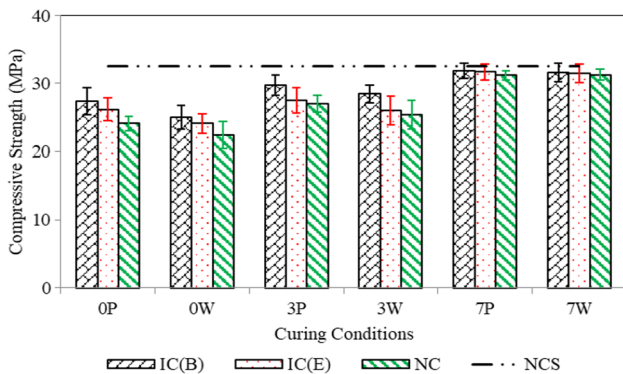 40
30
20
10
0
Compressive Strength (MPa)
0P 0W 3P 3W 7P 7W
Curing Conditions
IC(B) IC(E) NC NCS